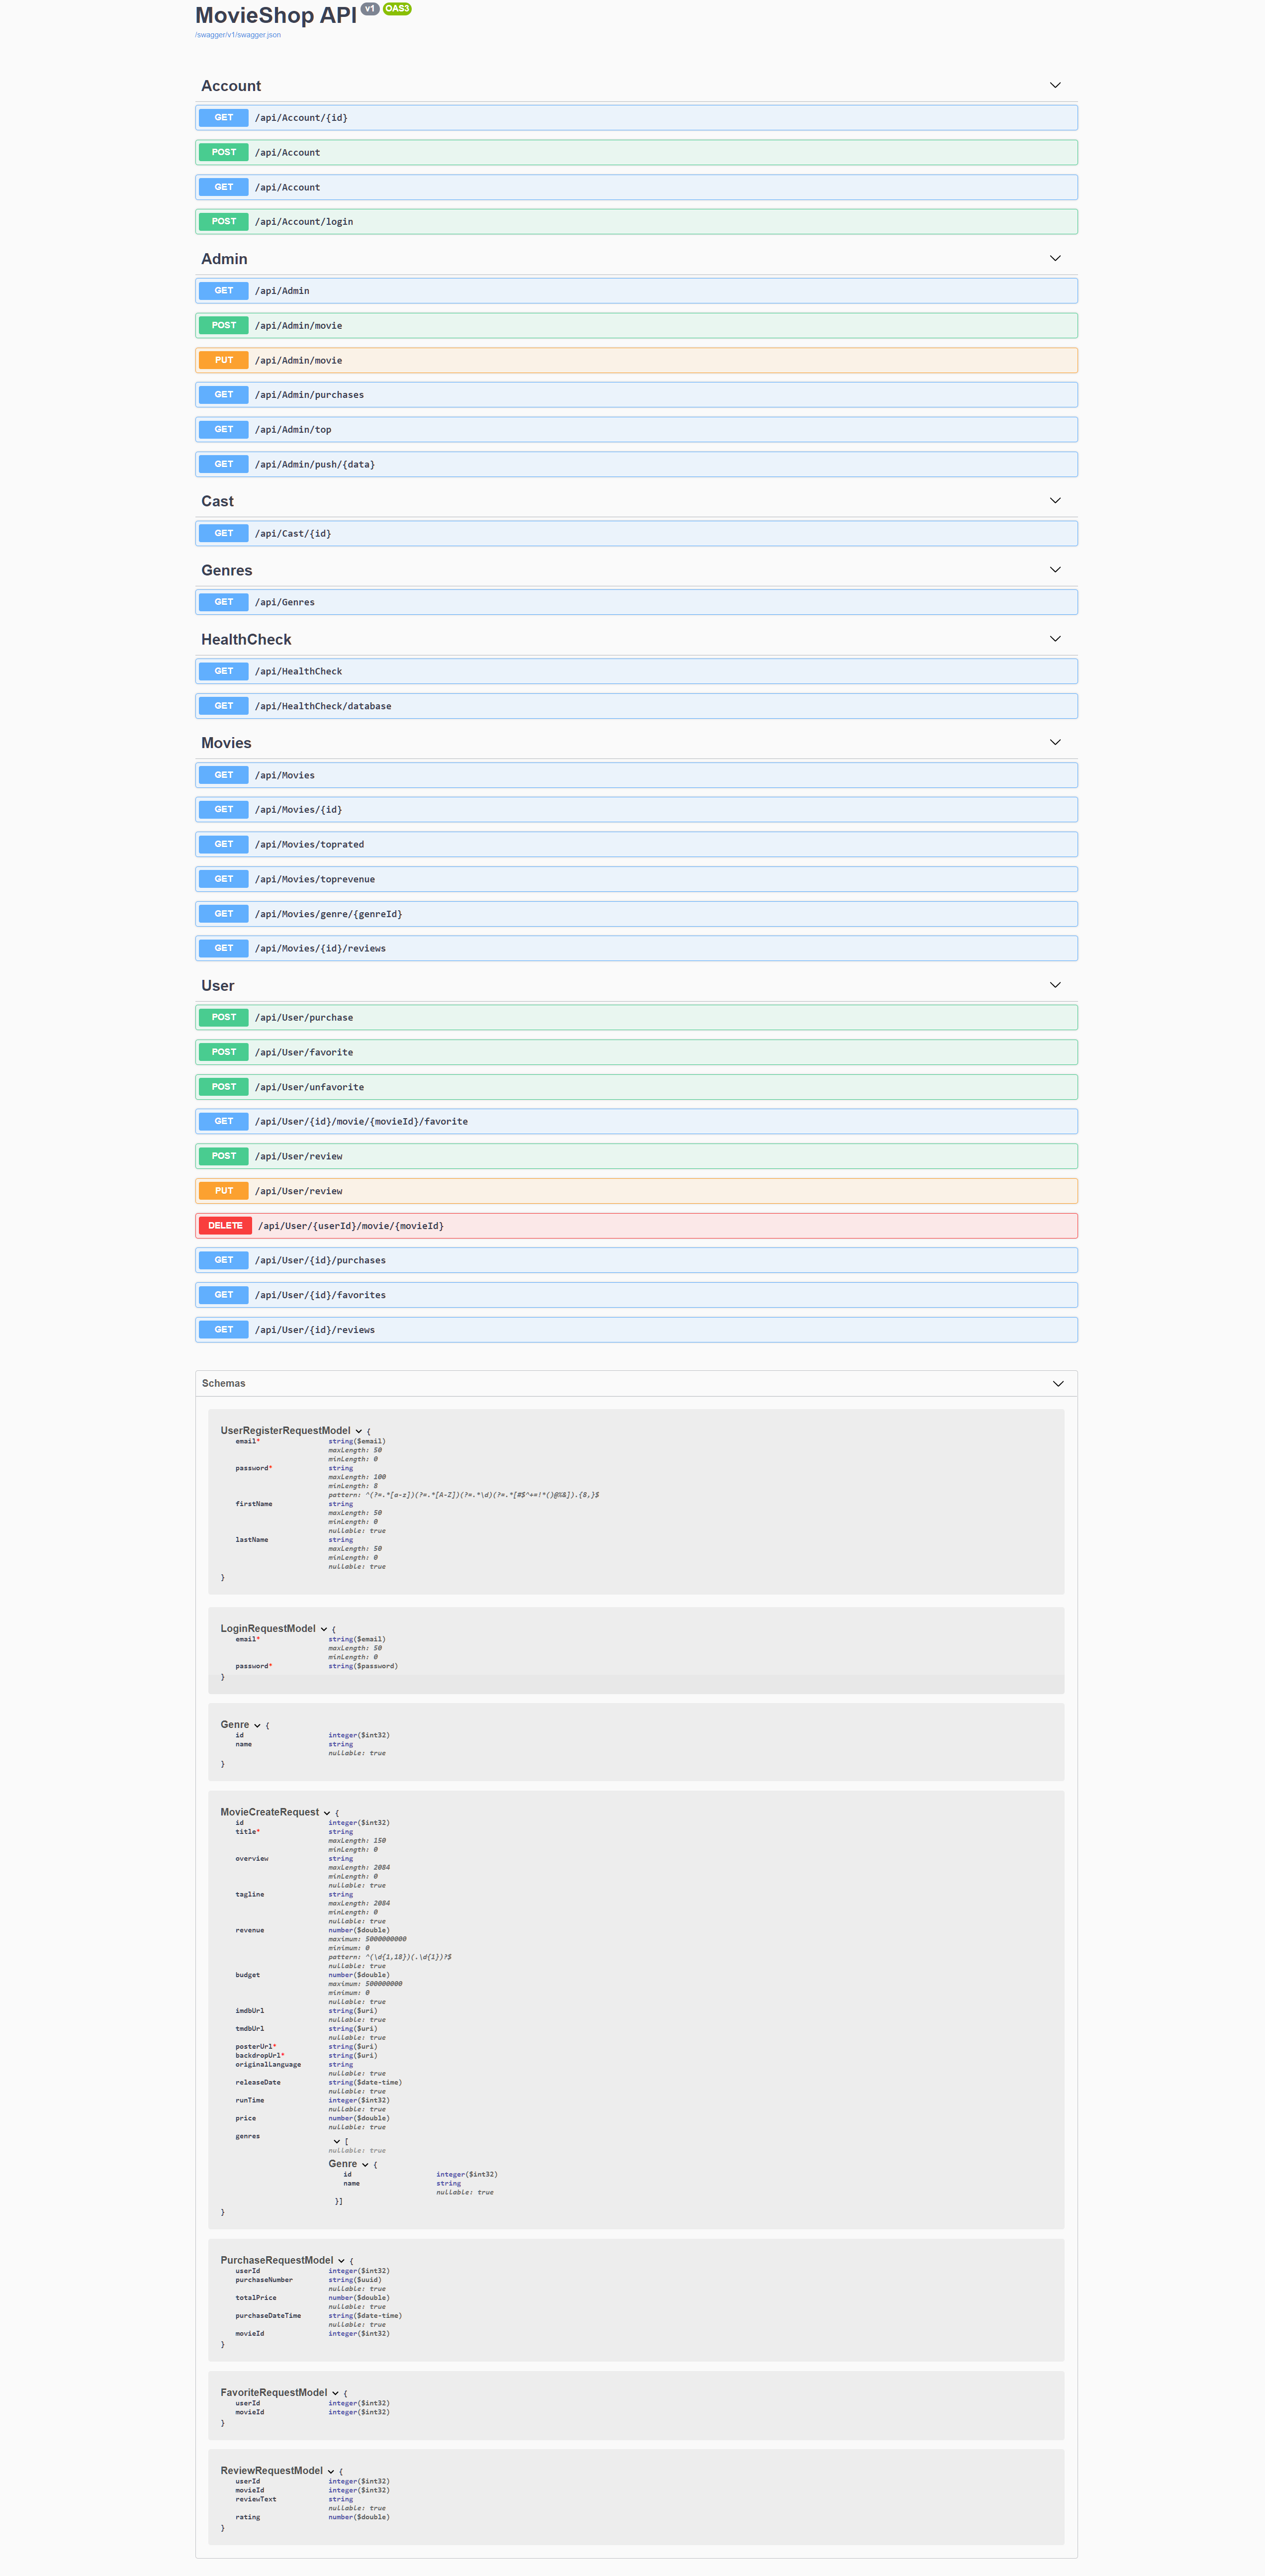 MovieShop API v1 OAS3
/swagger/v1/swagger.json
Account
GET /api/Account/{id}
POST /api/Account
GET /api/Account
POST /api/Account/login
Admin
GET /api/Admin
POST /api/Admin/movie
PUT /api/Admin/movie
GET /api/Admin/purchases
GET /api/Admin/top
GET /api/Admin/push/{data}
Cast
GET /api/Cast/{id}
Genres
GET /api/Genres
HealthCheck
GET /api/HealthCheck
GET /api/HealthCheck/database
Movies
GET /api/Movies
GET /api/Movies/{id}
GET /api/Movies/toprated
GET /api/Movies/toprevenue
GET /api/Movies/genre/{genreId}
GET /api/Movies/{id}/reviews
User
POST /api/User/purchase
POST /api/User/favorite
POST /api/User/unfavorite
GET /api/User/{id}/movie/{movieId}/favorite
POST /api/User/review
PUT /api/User/review
DELETE /api/User/{userId}/movie/{movieId}
GET /api/User/{id}/purchases
GET /api/User/{id}/favorites
GET /api/User/{id}/reviews
Schemas
UserRegisterRequestModel {
email* string($email)
maxLength: 50
minLength: 0
password* string
maxLength: 100
minLength: 8
pattern: ^(?=.*[a-z])(?=.*[A-Z])(?=.*\d)(?=.*[#$^+=!*()@%&]).{8,}$
firstName string
maxLength: 50
minLength: 0
nullable: true
lastName string
maxLength: 50
minLength: 0
nullable: true
}
LoginRequestModel {
email* string($email)
maxLength: 50
minLength: 0
password* string($password)
}
Genre {
id integer($int32)
name string
nullable: true
}
MovieCreateRequest {
id integer($int32)
title* string
maxLength: 150
minLength: 0
overview string
maxLength: 2084
minLength: 0
nullable: true
tagline string
maxLength: 2084
minLength: 0
nullable: true
revenue number($double)
maximum: 5000000000
minimum: 0
pattern: ^(\d{1,18})(.\d{1})?$
nullable: true
budget number($double)
maximum: 500000000
minimum: 0
nullable: true
imdbUrl string($uri)
nullable: true
tmdbUrl string($uri)
nullable: true
posterUrl* string($uri)
backdropUrl* string($uri)
originalLanguage string
nullable: true
releaseDate string($date-time)
nullable: true
runTime integer($int32)
nullable: true
price number($double)
nullable: true
genres [
nullable: true
Genre {
id integer($int32)
name string
nullable: true
}]
}
PurchaseRequestModel {
userId integer($int32)
purchaseNumber string($uuid)
nullable: true
totalPrice number($double)
nullable: true
purchaseDateTime string($date-time)
nullable: true
movieId integer($int32)
}
FavoriteRequestModel {
userId integer($int32)
movieId integer($int32)
}
ReviewRequestModel {
userId integer($int32)
movieId integer($int32)
reviewText string
nullable: true
rating number($double)
}